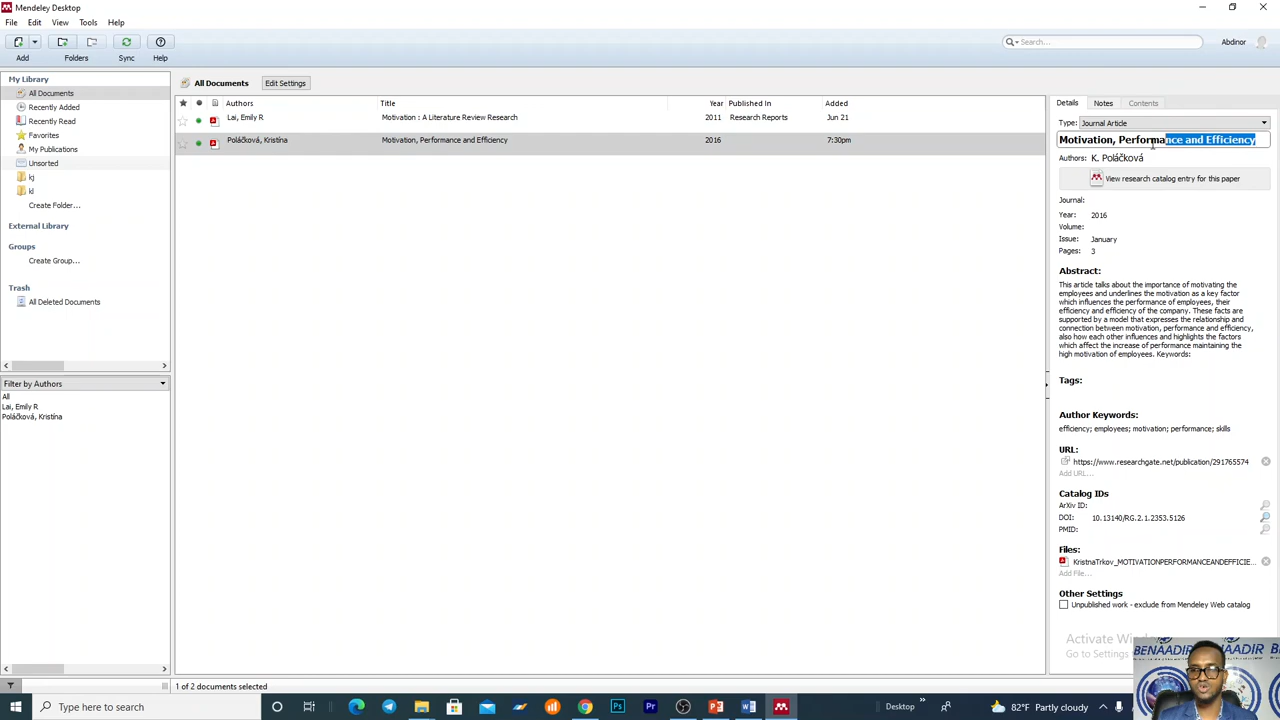 Mendeley Desktop
File Edit View Tools Help
Add Folders Sync Help
Search...
Abdinor
My Library
All Documents
Recently Added
Recently Read
Favorites
My Publications
Unsorted
kj
kl
Create Folder...
External Library
Groups
Create Group...
Trash
All Deleted Documents
Filter by Authors
All
Lai, Emily R
Poláčková, Kristína
All Documents Edit Settings
Authors Title Year Published In Added
Lai, Emily R Motivation : A Literature Review Research 2011 Research Reports Jun 21
Poláčková, Kristína Motivation, Performance and Efficiency 2016 7:30pm
1 of 2 documents selected
Details Notes Contents
Type: Journal Article
Motivation, Performance and Efficiency
Authors: K. Poláčková
View research catalog entry for this paper
Journal:
Year: 2016
Volume:
Issue: January
Pages: 3
Abstract:
This article talks about the importance of motivating the
employees and underlines the motivation as a key factor
which influences the performance of employees, their
efficiency and efficiency of the company. These facts are
supported by a model that expresses the relationship and
connection between motivation, performance and efficiency,
also how each other influences and highlights the factors
which affect the increase of performance maintaining the
high motivation of employees. Keywords:
Tags:
Author Keywords:
efficiency; employees; motivation; performance; skills
URL:
https://www.researchgate.net/publication/291765574
Add URL...
Catalog IDs
ArXiv ID:
DOI: 10.13140/RG.2.1.2353.5126
PMID:
Files:
KristnaTrkov_MOTIVATIONPERFORMANCEANDEFFICIE...
Add File...
Other Settings
Unpublished work - exclude from Mendeley Web catalog
Activate
Go to Settings
BENAADIR
Type here to search
Desktop
82°F Partly cloudy